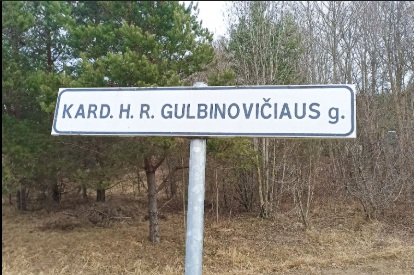 KARD. H. R. GULBINOVIČIAUS g.